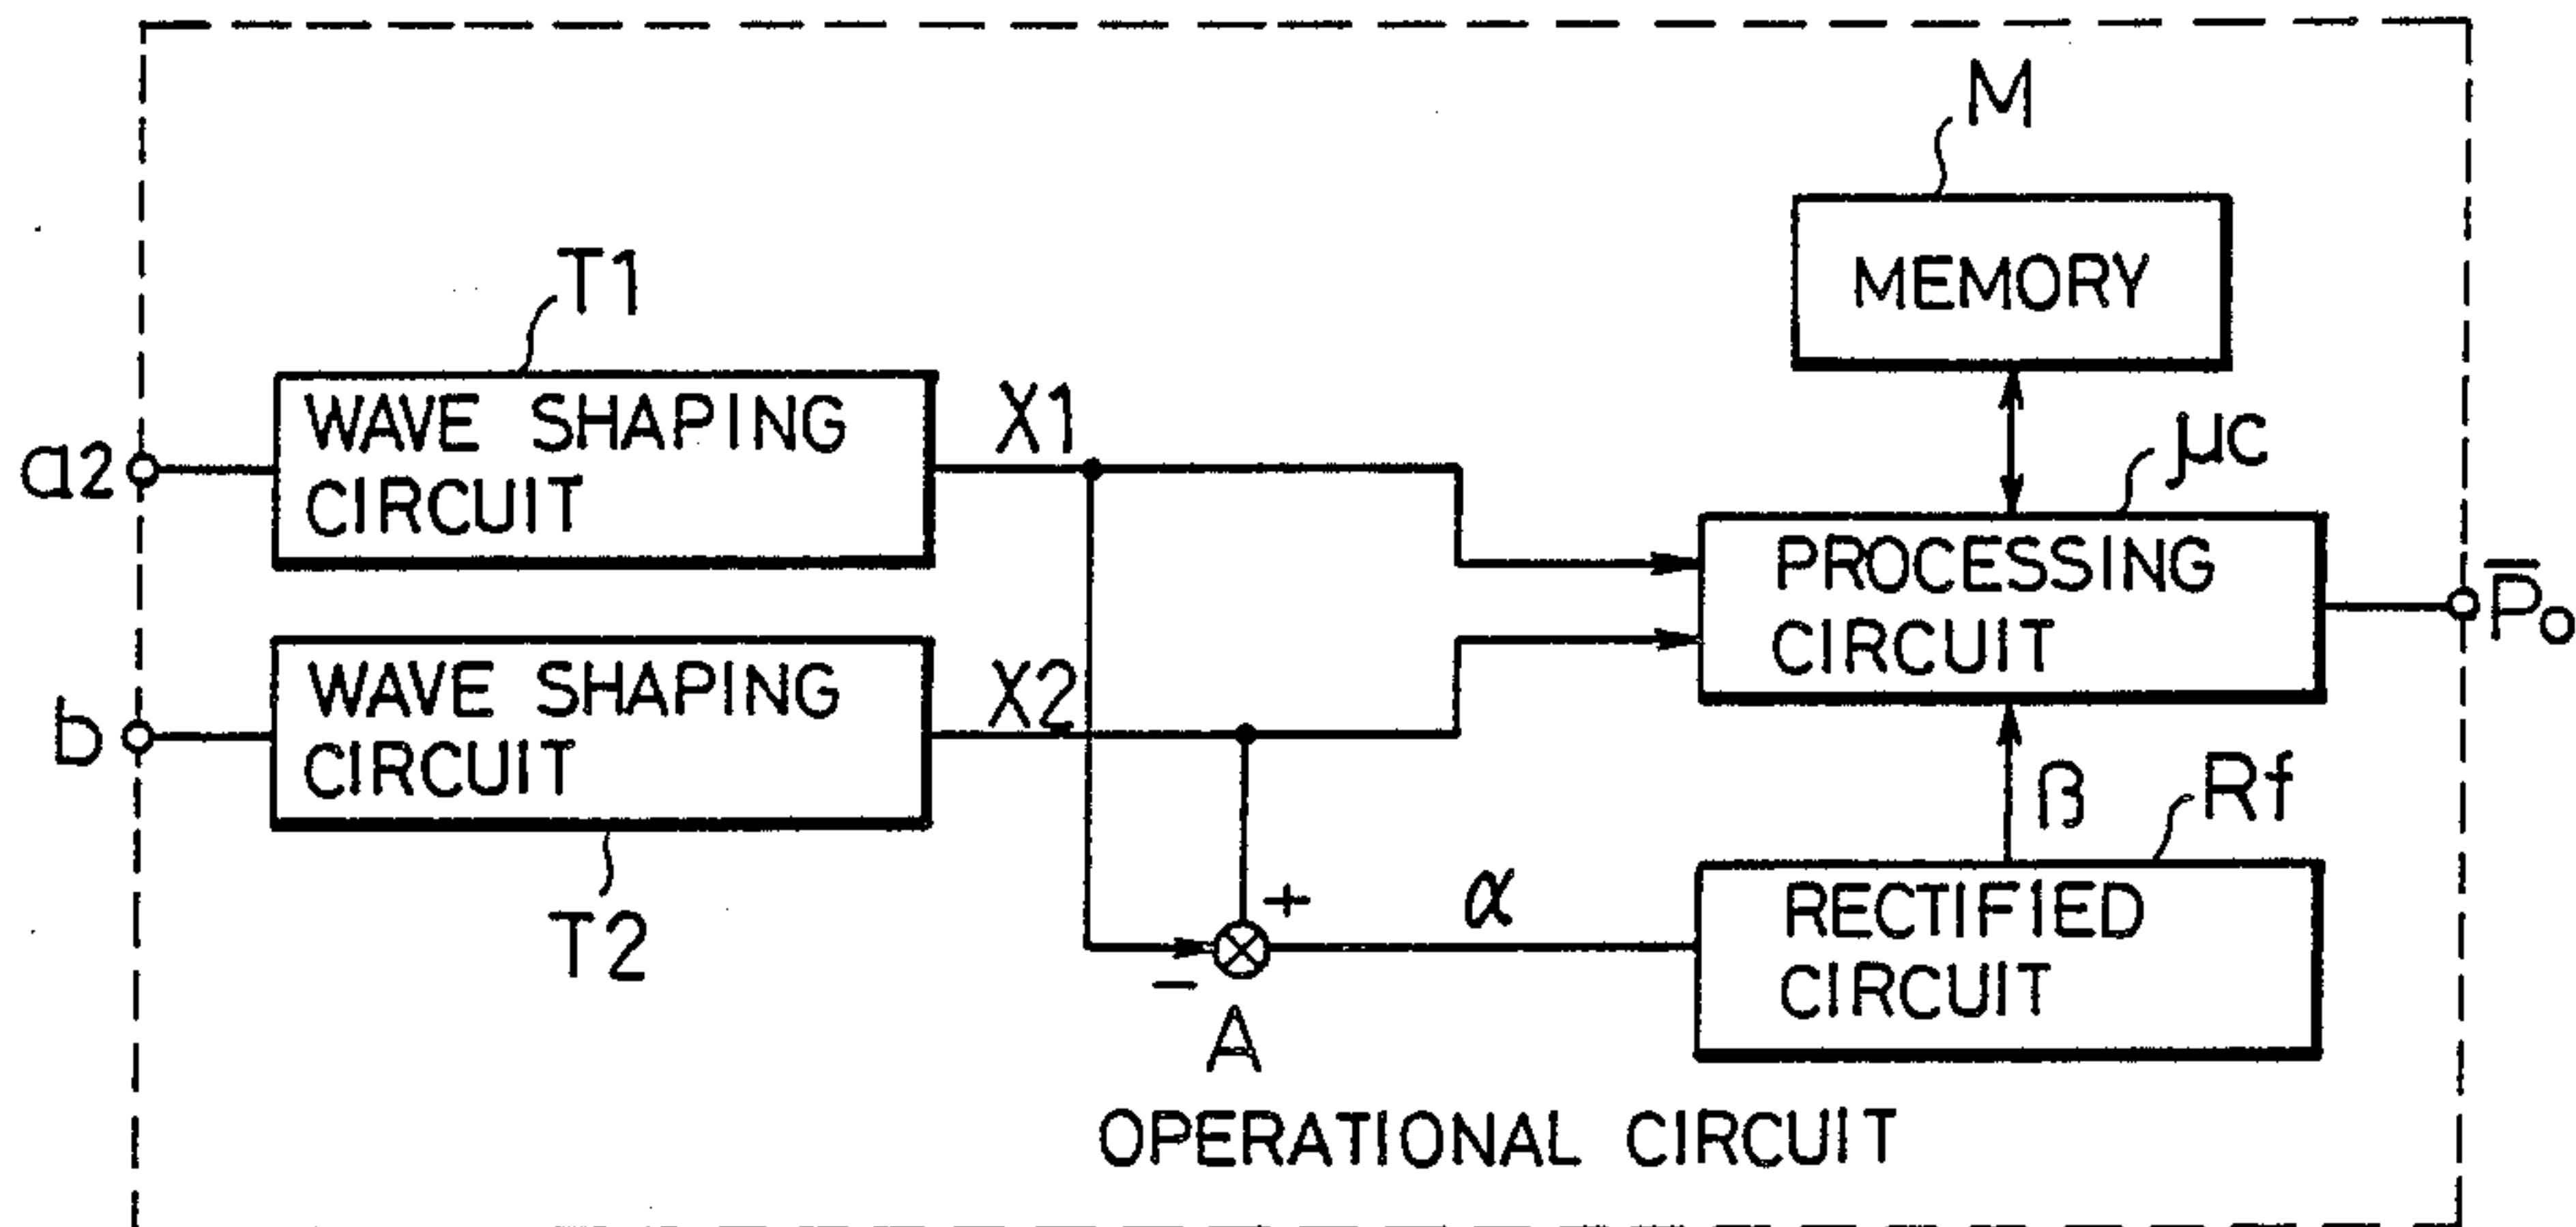 M
MEMORY
T1
WAVE SHAPING
CIRCUIT
X1
a2
μc
PROCESSING
CIRCUIT
P̅o
WAVE SHAPING
CIRCUIT
X2
b
T2
β
Rf
RECTIFIED
CIRCUIT
α
+
−
A
OPERATIONAL CIRCUIT